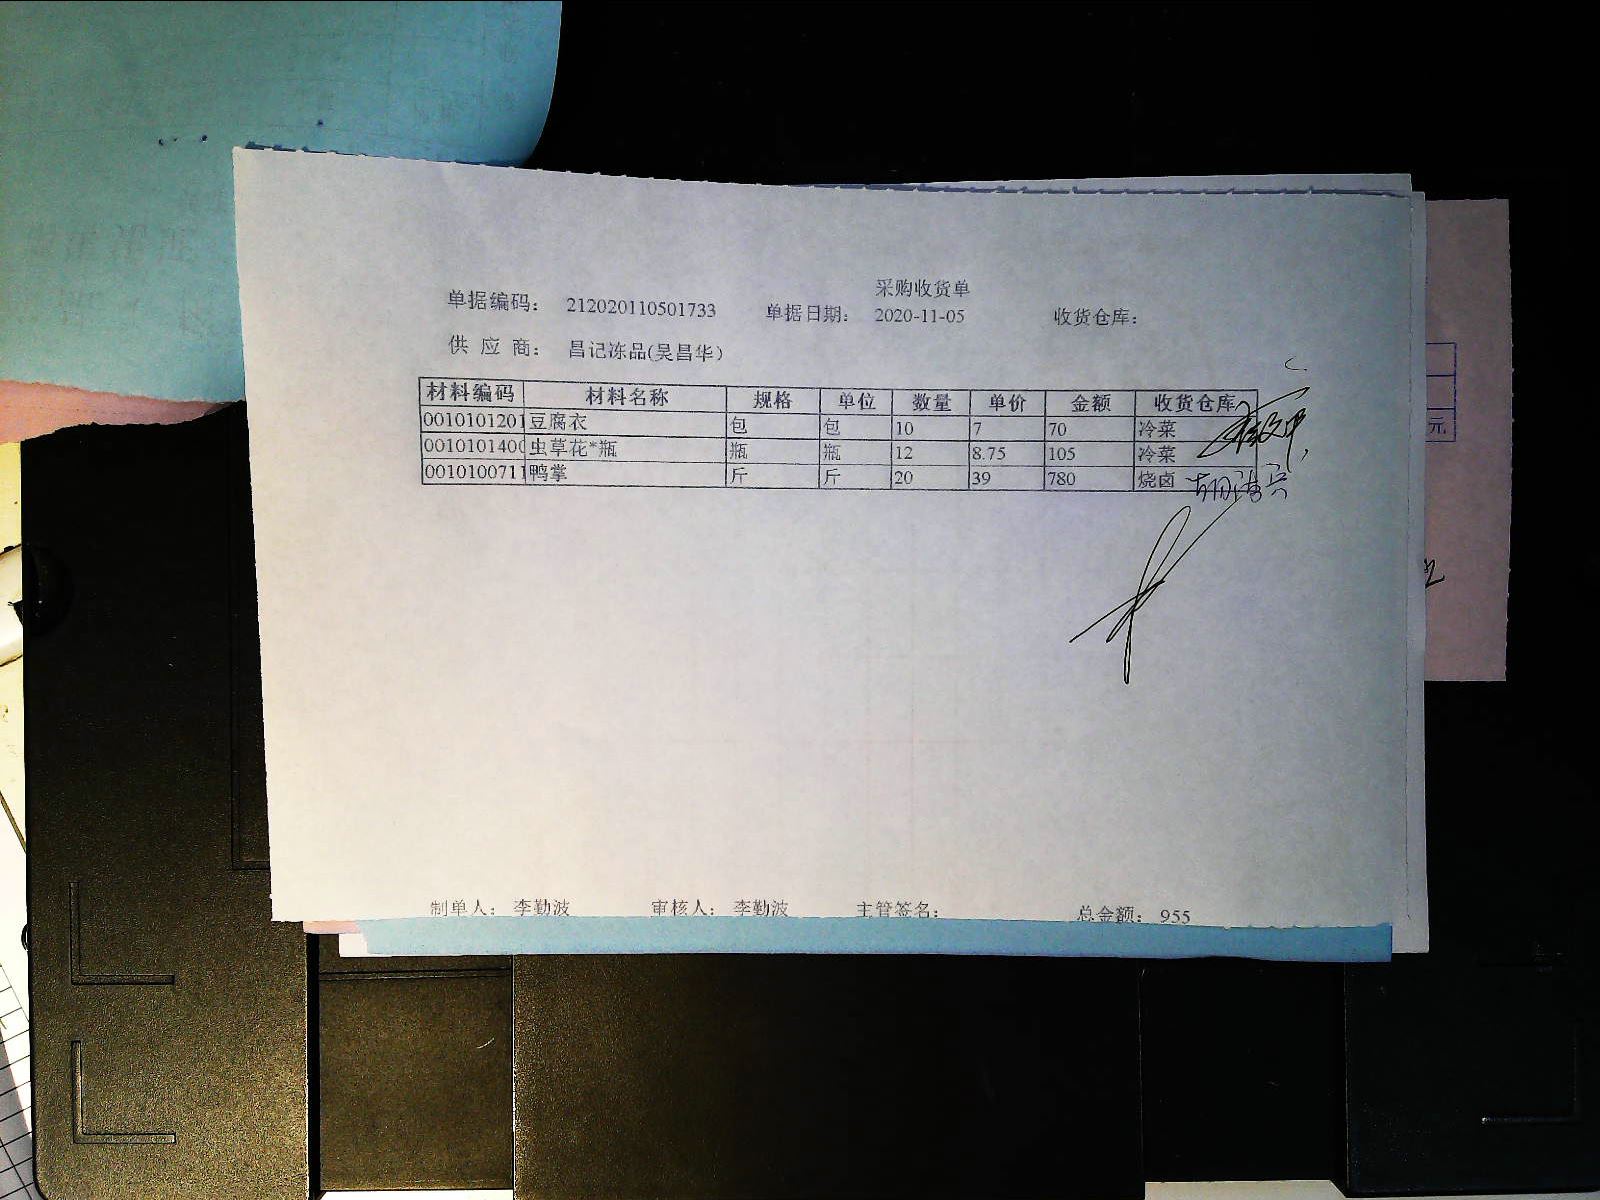 采购收货单
单据编码： 212020110501733 单据日期： 2020-11-05 收货仓库：
供 应 商： 昌记冻品(吴昌华)
材料编码 材料名称 规格 单位 数量 单价 金额 收货仓库
0010101201 豆腐衣 包 包 10 7 70 冷菜
001010140 虫草花*瓶 瓶 瓶 12 8.75 105 冷菜
0010100711 鸭掌 斤 斤 20 39 780 烧卤
元
制单人： 李勤波 审核人： 李勤波 主管签名： 总金额： 955